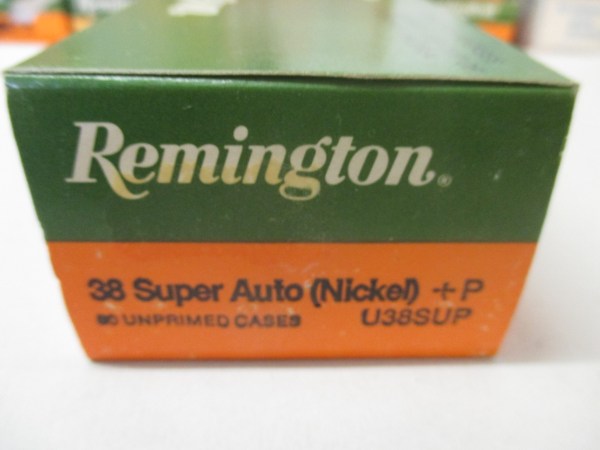 Remington®
38 Super Auto (Nickel) +P
UNPRIMED CASES U38SUP